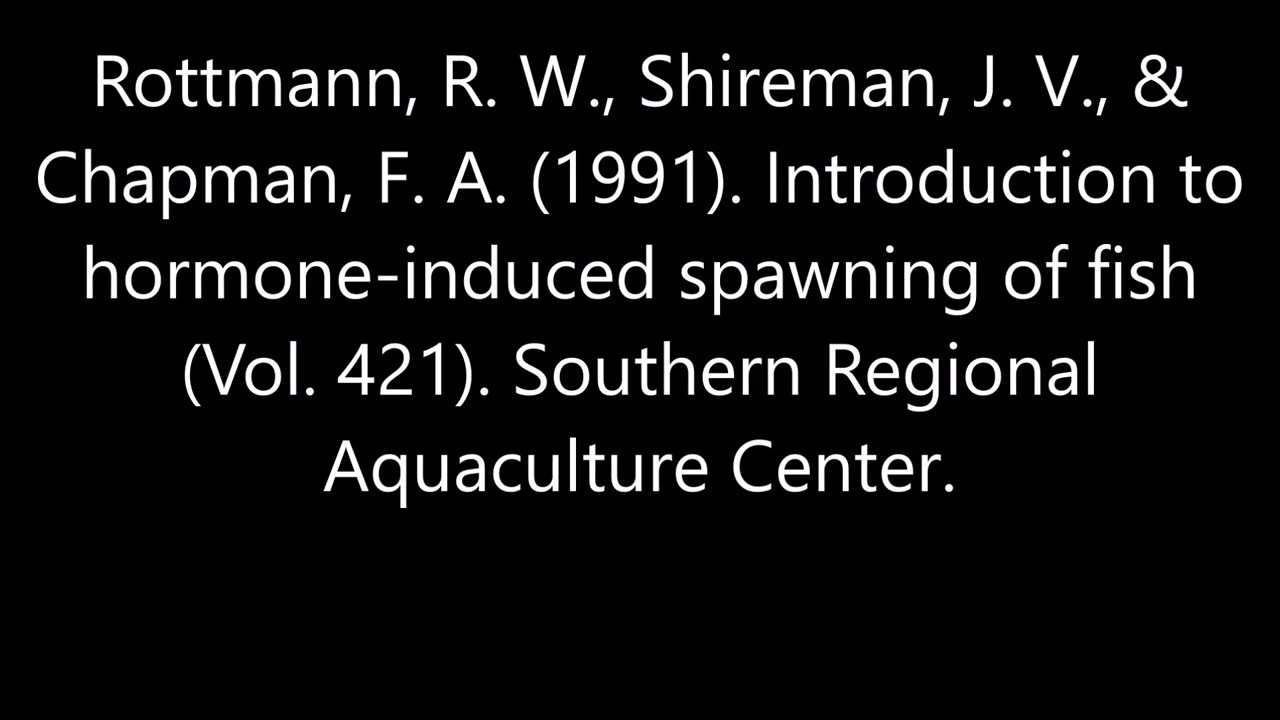 Rottmann, R. W., Shireman, J. V., &
Chapman, F. A. (1991). Introduction to
hormone-induced spawning of fish
(Vol. 421). Southern Regional
Aquaculture Center.